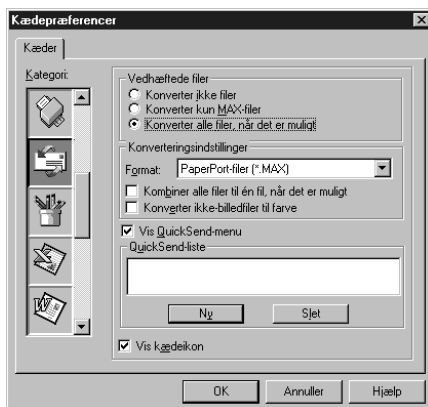 Kædepræferencer
Kæder
Kategori:
Vedhæftede filer
Konverter ikke filer
Konverter kun MAX-filer
Konverter alle filer, når det er muligt
Konverteringsindstillinger
Format: PaperPort-filer (*.MAX)
Kombiner alle filer til én fil, når det er muligt
Konverter ikke-billedfiler til farve
Vis QuickSend-menu
QuickSend-liste
Ny Slet
Vis kædeikon
OK Annuller Hjælp